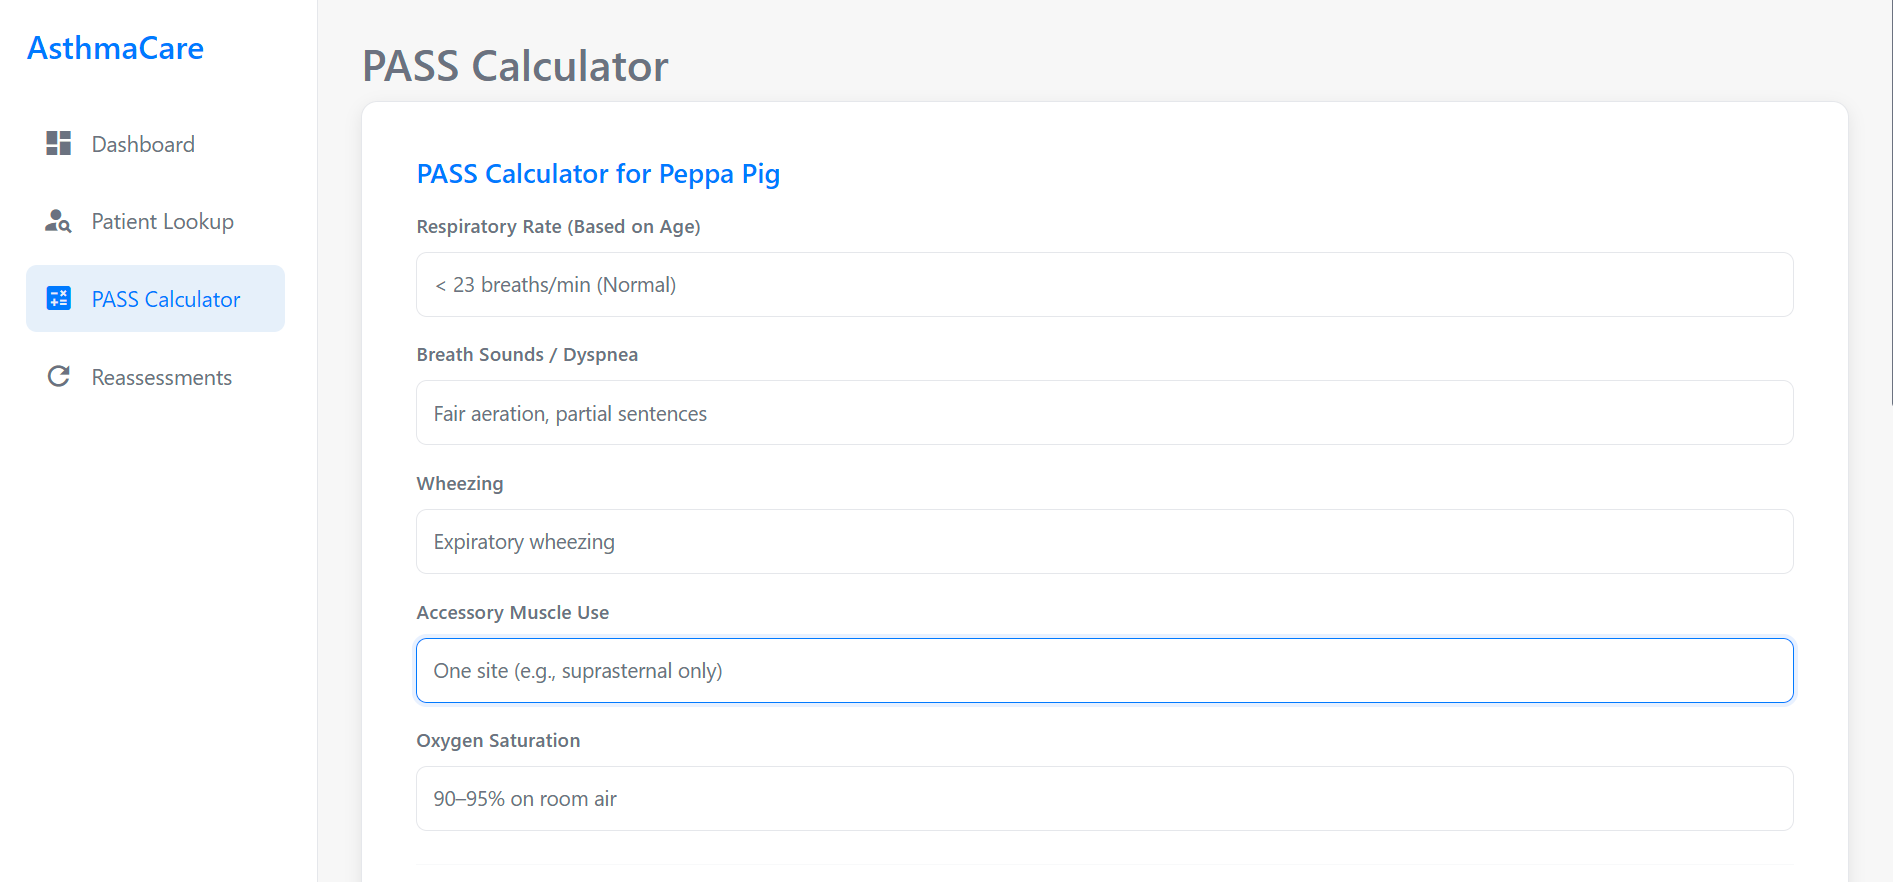 AsthmaCare
Dashboard
Patient Lookup
PASS Calculator
Reassessments
PASS Calculator
PASS Calculator for Peppa Pig
Respiratory Rate (Based on Age)
< 23 breaths/min (Normal)
Breath Sounds / Dyspnea
Fair aeration, partial sentences
Wheezing
Expiratory wheezing
Accessory Muscle Use
One site (e.g., suprasternal only)
Oxygen Saturation
90–95% on room air